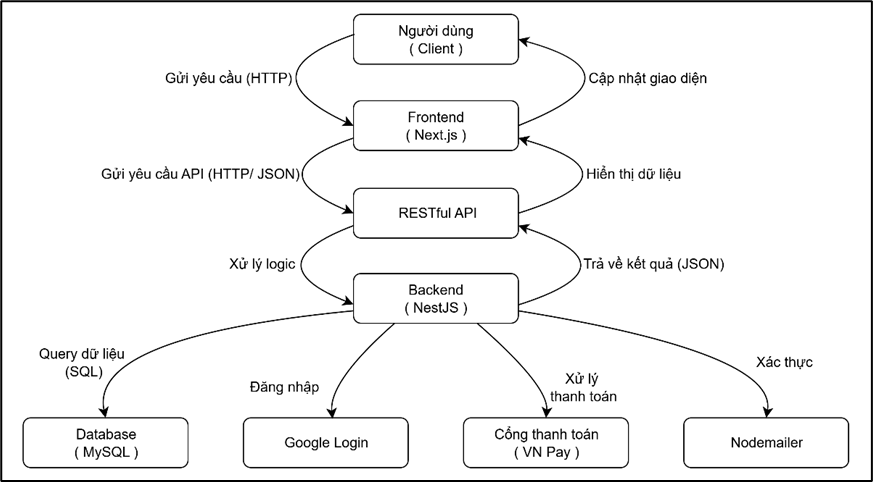 Người dùng
( Client )
Gửi yêu cầu (HTTP)
Cập nhật giao diện
Frontend
( Next.js )
Gửi yêu cầu API (HTTP/ JSON)
Hiển thị dữ liệu
RESTful API
Xử lý logic
Trả về kết quả (JSON)
Backend
( NestJS )
Query dữ liệu
(SQL)
Đăng nhập
Xử lý
thanh toán
Xác thực
Database
( MySQL )
Google Login
Cổng thanh toán
( VN Pay )
Nodemailer